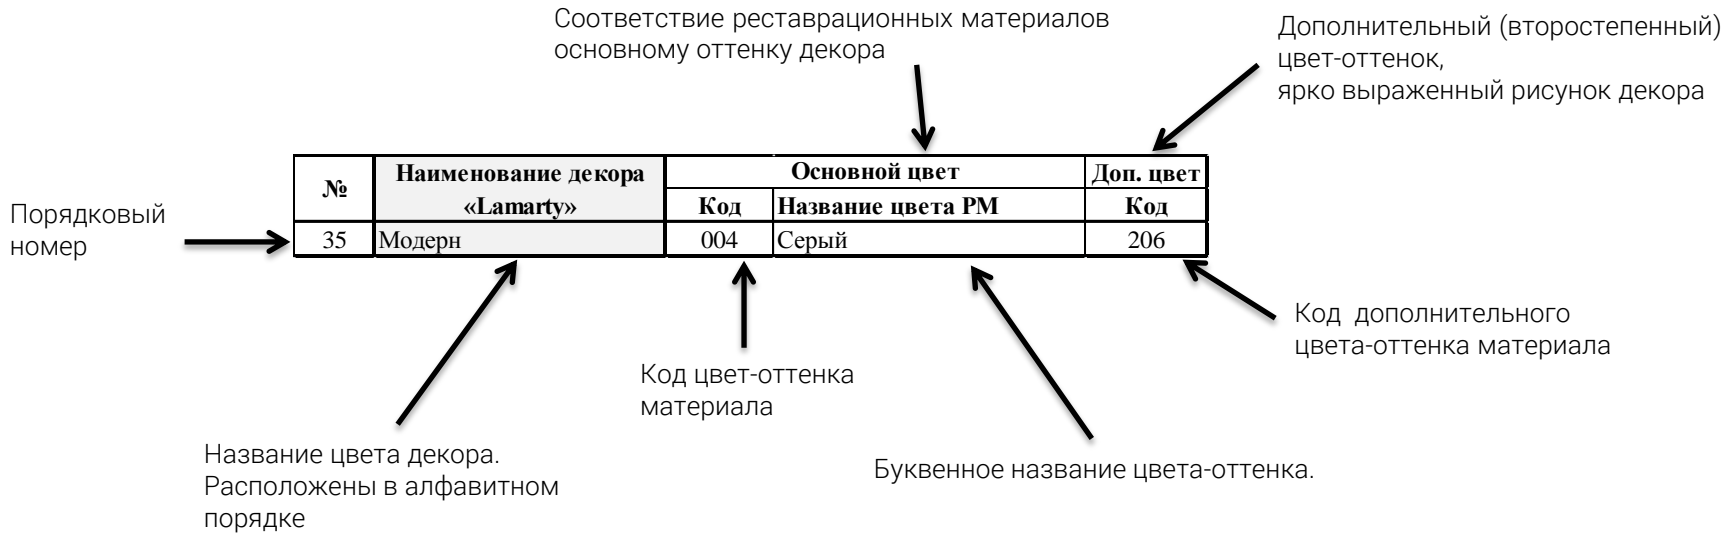 Соответствие реставрационных материалов
основному оттенку декора
Дополнительный (второстепенный)
цвет-оттенок,
ярко выраженный рисунок декора
№
Наименование декора
«Lamarty»
Основной цвет
Доп. цвет
Код
Название цвета РМ
Код
35
Модерн
004
Серый
206
Порядковый
номер
Код дополнительного
цвета-оттенка материала
Код цвет-оттенка
материала
Название цвета декора.
Расположены в алфавитном
порядке
Буквенное название цвета-оттенка.